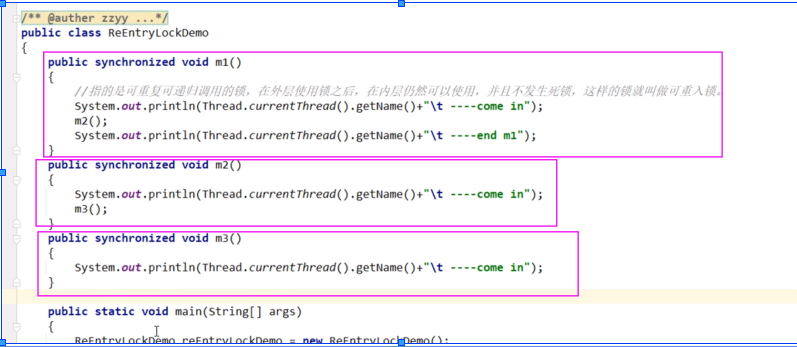 /** @auther zzyy ...*/
public class ReEntryLockDemo
{
public synchronized void m1()
{
//指的是可重复可递归调用的锁，在外层使用锁之后，在内层仍然可以使用，并且不发生死锁，这样的锁就叫做可重入锁。
System.out.println(Thread.currentThread().getName()+"\t ----come in");
m2();
System.out.println(Thread.currentThread().getName()+"\t ----end m1");
}
public synchronized void m2()
{
System.out.println(Thread.currentThread().getName()+"\t ----come in");
m3();
}
public synchronized void m3()
{
System.out.println(Thread.currentThread().getName()+"\t ----come in");
}
public static void main(String[] args)
{
ReEntryLockDemo reEntryLockDemo = new ReEntryLockDemo();